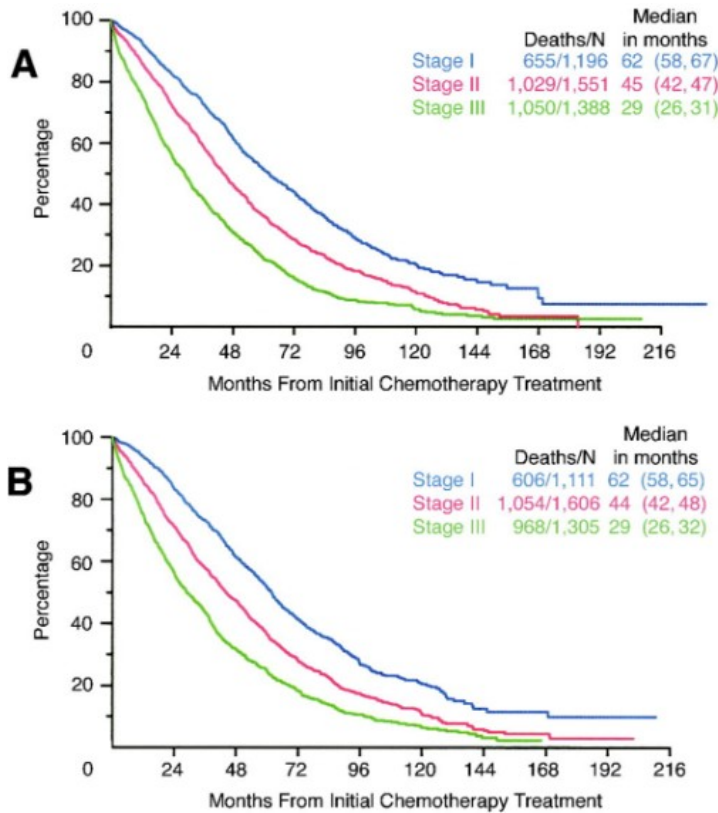 A
Percentage
100
80
60
40
20
0
24 48 72 96 120 144 168 192 216
Months From Initial Chemotherapy Treatment
Median
Deaths/N in months
Stage I 655/1,196 62 (58, 67)
Stage II 1,029/1,551 45 (42, 47)
Stage III 1,050/1,388 29 (26, 31)
B
Percentage
100
80
60
40
20
0
24 48 72 96 120 144 168 192 216
Months From Initial Chemotherapy Treatment
Median
Deaths/N in months
Stage I 606/1,111 62 (58, 65)
Stage II 1,054/1,606 44 (42, 48)
Stage III 968/1,305 29 (26, 32)